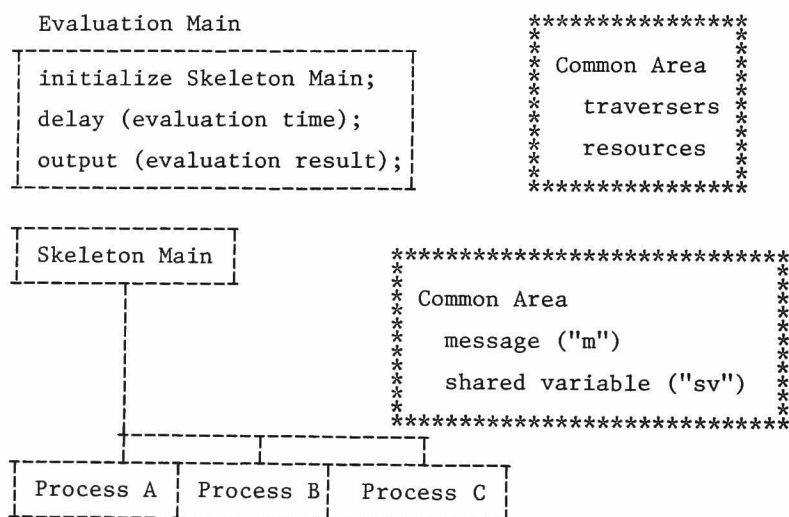 Evaluation Main
initialize Skeleton Main;
delay (evaluation time);
output (evaluation result);
Common Area
traversers
resources
Skeleton Main
Common Area
message ("m")
shared variable ("sv")
Process A
Process B
Process C